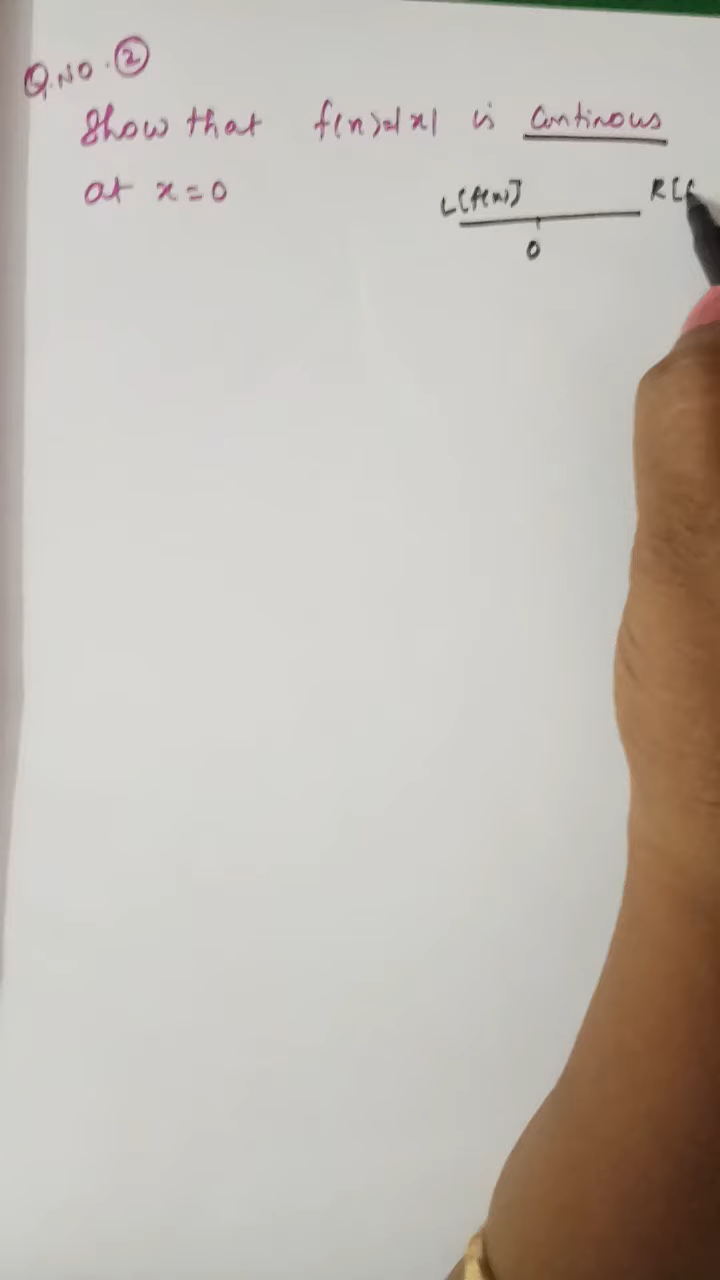 Q.NO. ②
Show that f(x)=|x| is Continous
at x=0
L[f(x)] R[f
0